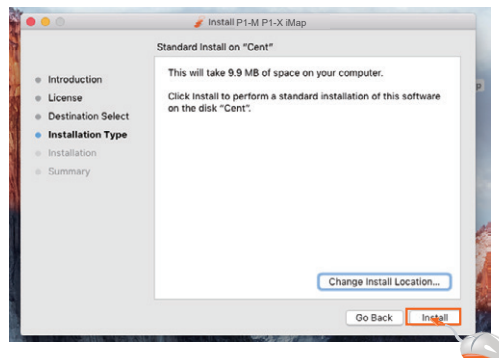 Install P1-M P1-X iMap
Standard Install on "Cent"
Introduction
License
Destination Select
Installation Type
Installation
Summary
This will take 9.9 MB of space on your computer.
Click Install to perform a standard installation of this software
on the disk "Cent".
Change Install Location...
Go Back
Install